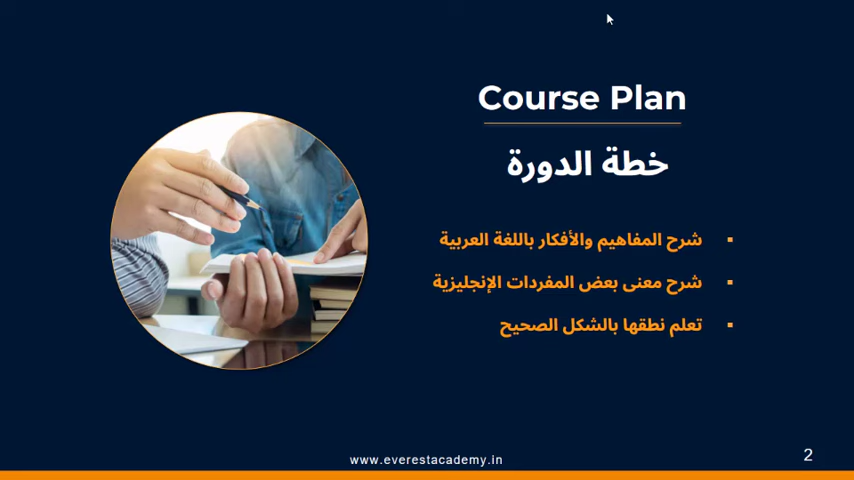 Course Plan
خطة الدورة
▪ شرح المفاهيم والأفكار باللغة العربية
▪ شرح معنى بعض المفردات الإنجليزية
▪ تعلم نطقها بالشكل الصحيح
www.everestacademy.in
2